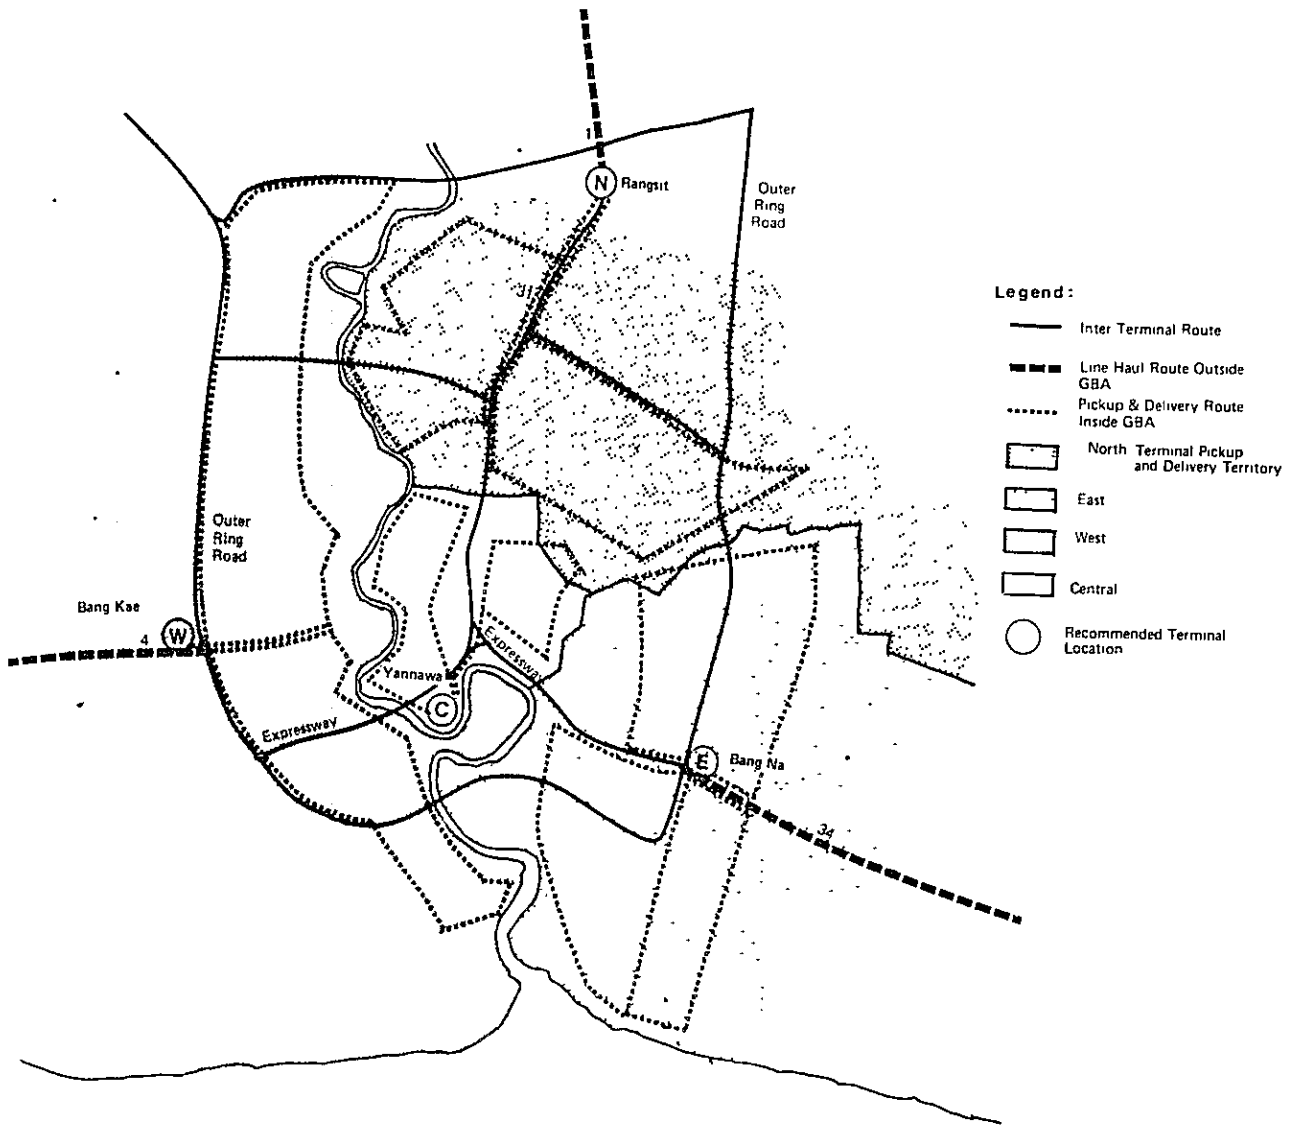 1
N
Rangsit
Outer
Ring
Road
31
Legend :
Inter Terminal Route
Line Haul Route Outside
GBA
Pickup & Delivery Route
Inside GBA
North Terminal Pickup
and Delivery Territory
East
West
Central
Recommended Terminal
Location
Outer
Ring
Road
Bang Kae
4
W
Expressway
Yannawa
C
Expressway
E
Bang Na
34